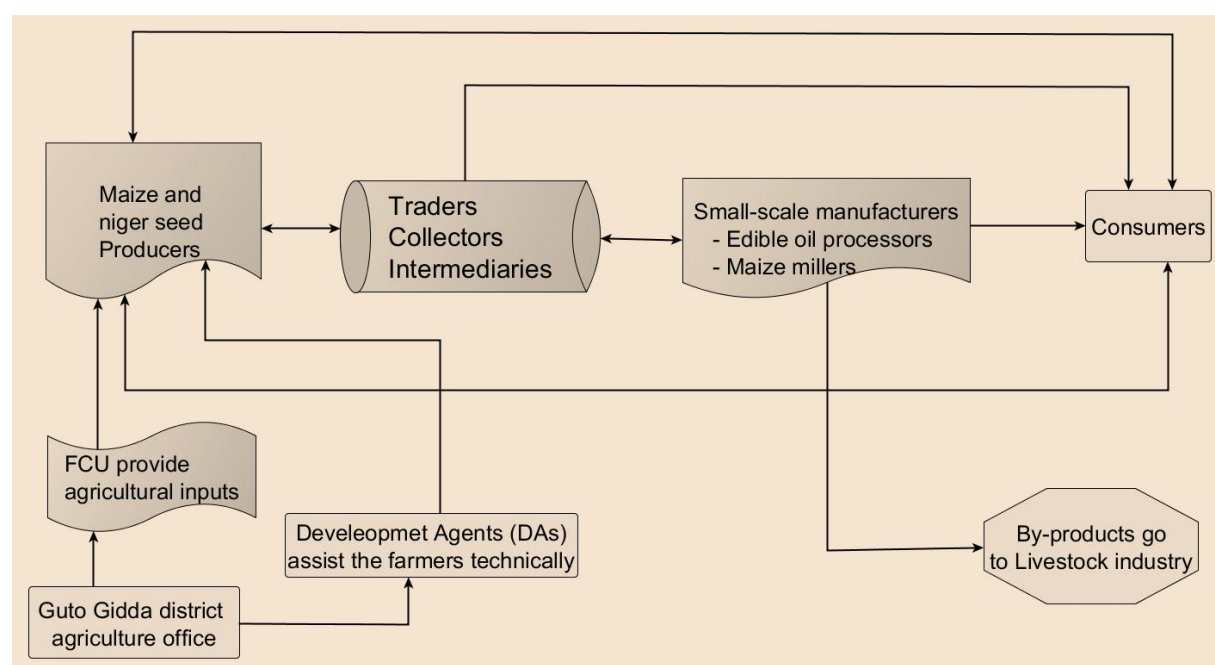 Maize and
niger seed
Producers
Traders
Collectors
Intermediaries
Small-scale manufacturers
- Edible oil processors
- Maize millers
Consumers
FCU provide
agricultural inputs
Develeopmet Agents (DAs)
assist the farmers technically
By-products go
to Livestock industry
Guto Gidda district
agriculture office